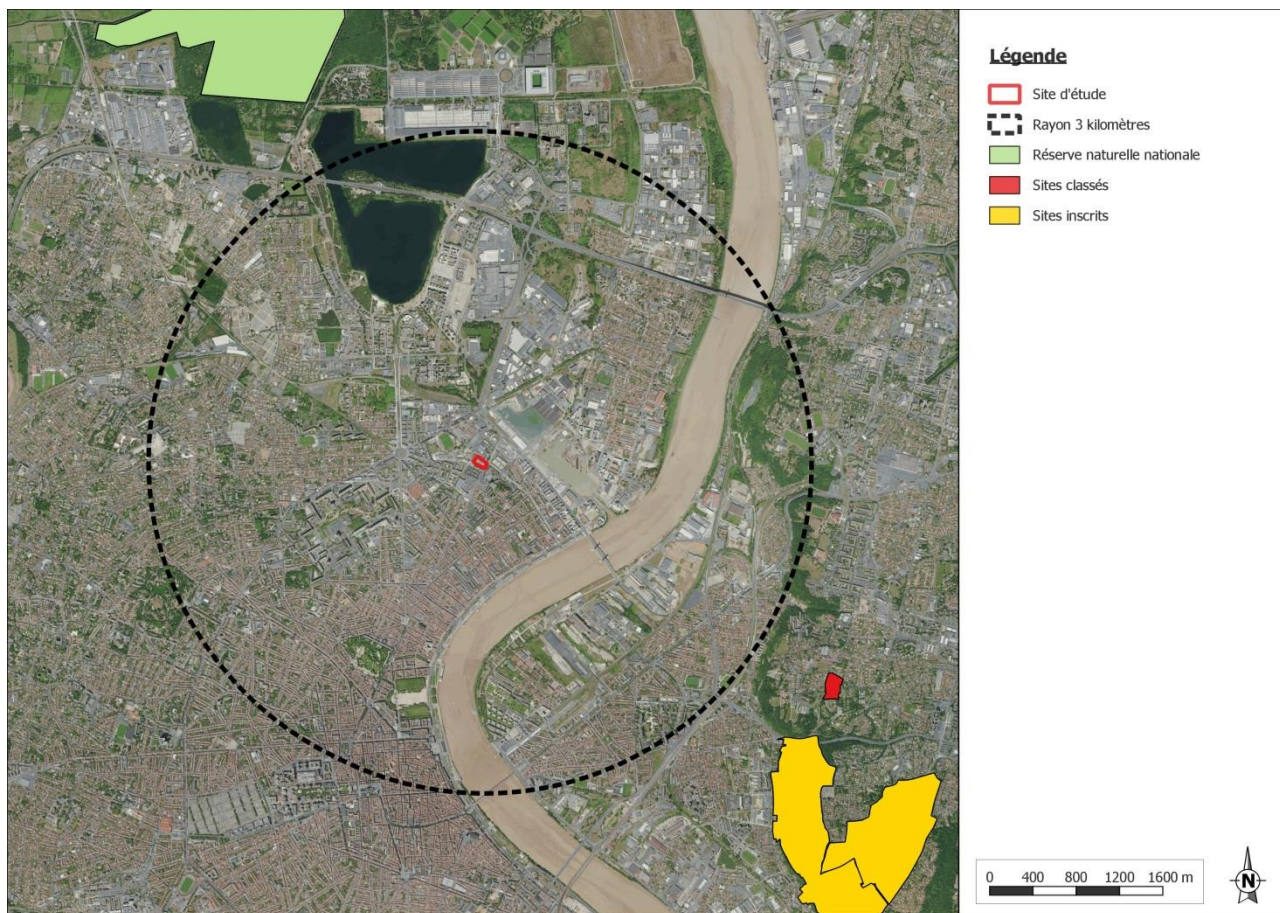 Légende
Site d'étude
Rayon 3 kilomètres
Réserve naturelle nationale
Sites classés
Sites inscrits
0 400 800 1200 1600 m
N